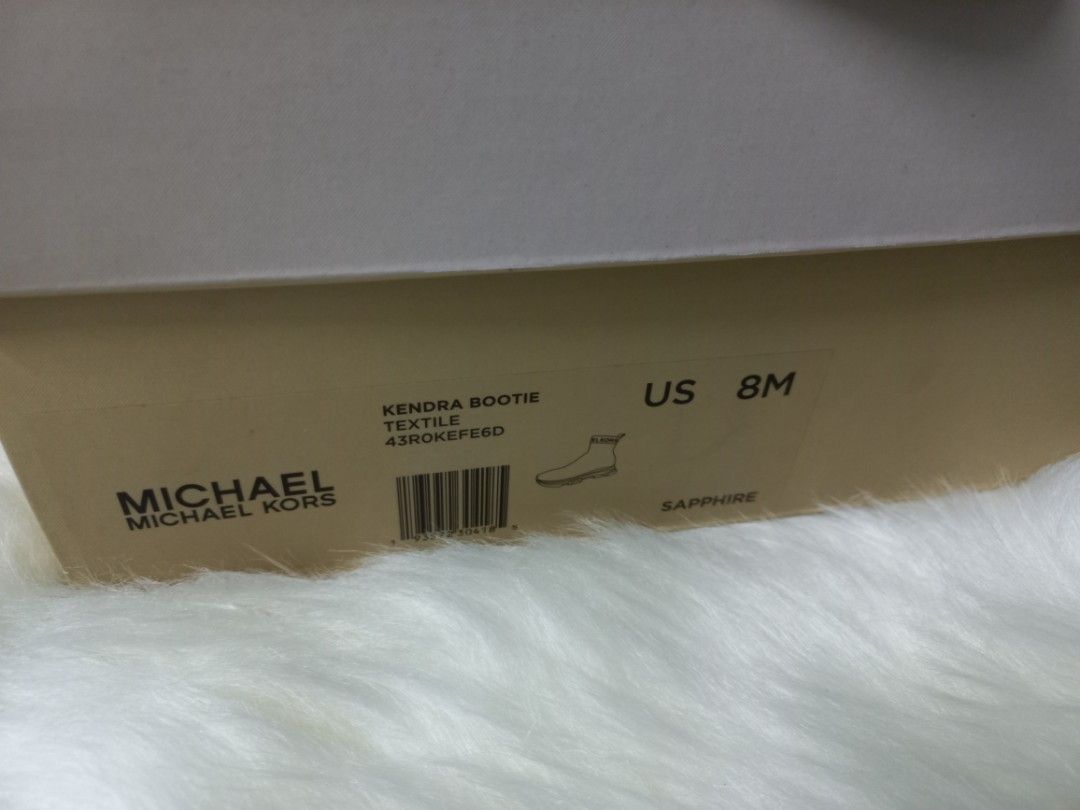 KENDRA BOOTIE
TEXTILE
43R0KEFE6D
US 8M
MICHAEL
MICHAEL KORS
SAPPHIRE